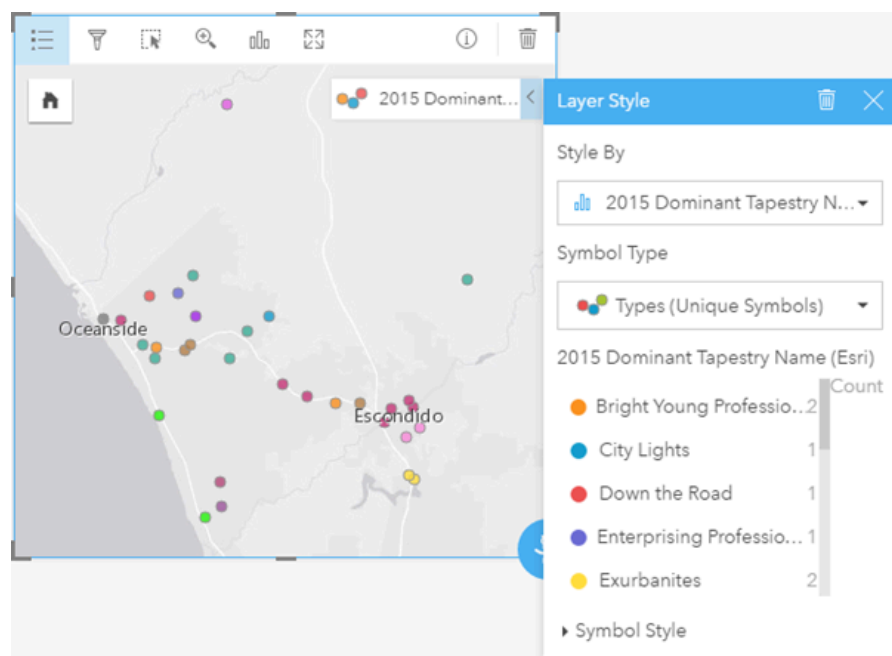 2015 Dominant...
Oceanside
Escondido
Layer Style
Style By
2015 Dominant Tapestry N...
Symbol Type
Types (Unique Symbols)
2015 Dominant Tapestry Name (Esri)
Count
Bright Young Professio... 2
City Lights 1
Down the Road 1
Enterprising Professio... 1
Exurbanites 2
Symbol Style